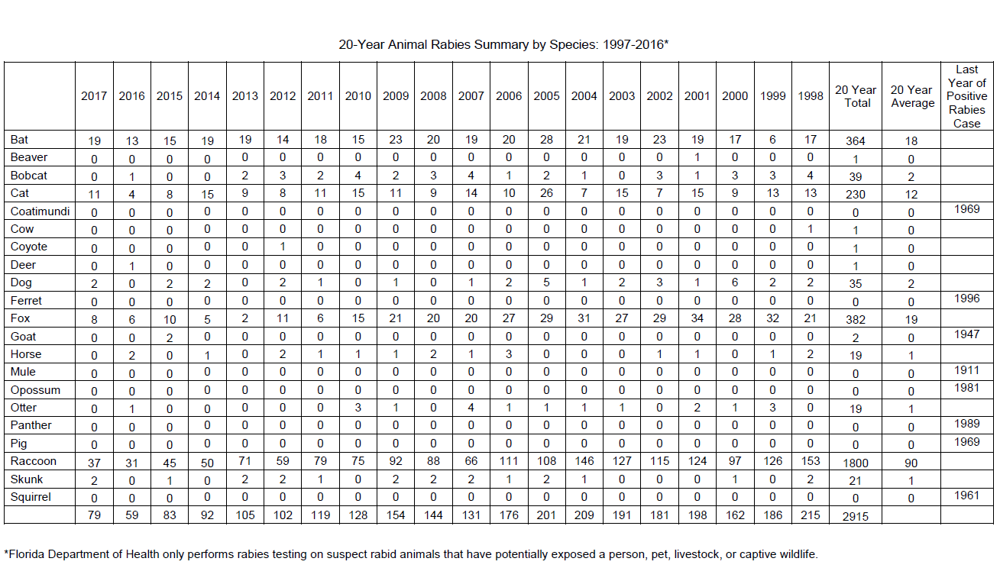 20-Year Animal Rabies Summary by Species: 1997-2016*
2017 2016 2015 2014 2013 2012 2011 2010 2009 2008 2007 2006 2005 2004 2003 2002 2001 2000 1999 1998 20 Year Total 20 Year Average Last Year of Positive Rabies Case
Bat 19 13 15 19 19 14 18 15 23 20 19 20 28 21 19 23 19 17 6 17 364 18
Beaver 0 0 0 0 0 0 0 0 0 0 0 0 0 0 0 0 1 0 0 0 1 0
Bobcat 0 1 0 0 2 3 2 4 2 3 4 1 2 1 0 3 1 3 3 4 39 2
Cat 11 4 8 15 9 8 11 15 11 9 14 10 26 7 15 7 15 9 13 13 230 12
Coatimundi 0 0 0 0 0 0 0 0 0 0 0 0 0 0 0 0 0 0 0 0 0 0 1969
Cow 0 0 0 0 0 0 0 0 0 0 0 0 0 0 0 0 0 0 0 1 1 0
Coyote 0 0 0 0 0 1 0 0 0 0 0 0 0 0 0 0 0 0 0 0 1 0
Deer 0 1 0 0 0 0 0 0 0 0 0 0 0 0 0 0 0 0 0 0 1 0
Dog 2 0 2 2 0 2 1 0 1 0 1 2 5 1 2 3 1 6 2 2 35 2
Ferret 0 0 0 0 0 0 0 0 0 0 0 0 0 0 0 0 0 0 0 0 0 0 1996
Fox 8 6 10 5 2 11 6 15 21 20 20 27 29 31 27 29 34 28 32 21 382 19
Goat 0 0 2 0 0 0 0 0 0 0 0 0 0 0 0 0 0 0 0 0 2 0 1947
Horse 0 2 0 1 0 2 1 1 1 2 1 3 0 0 0 1 1 0 1 2 19 1
Mule 0 0 0 0 0 0 0 0 0 0 0 0 0 0 0 0 0 0 0 0 0 0 1911
Opossum 0 0 0 0 0 0 0 0 0 0 0 0 0 0 0 0 0 0 0 0 0 0 1981
Otter 0 1 0 0 0 0 0 3 1 0 4 1 1 1 1 0 2 1 3 0 19 1
Panther 0 0 0 0 0 0 0 0 0 0 0 0 0 0 0 0 0 0 0 0 0 0 1989
Pig 0 0 0 0 0 0 0 0 0 0 0 0 0 0 0 0 0 0 0 0 0 0 1969
Raccoon 37 31 45 50 71 59 79 75 92 88 66 111 108 146 127 115 124 97 126 153 1800 90
Skunk 2 0 1 0 2 2 1 0 2 2 2 1 2 1 0 0 0 1 0 2 21 1
Squirrel 0 0 0 0 0 0 0 0 0 0 0 0 0 0 0 0 0 0 0 0 0 0 1961
79 59 83 92 105 102 119 128 154 144 131 176 201 209 191 181 198 162 186 215 2915
*Florida Department of Health only performs rabies testing on suspect rabid animals that have potentially exposed a person, pet, livestock, or captive wildlife.